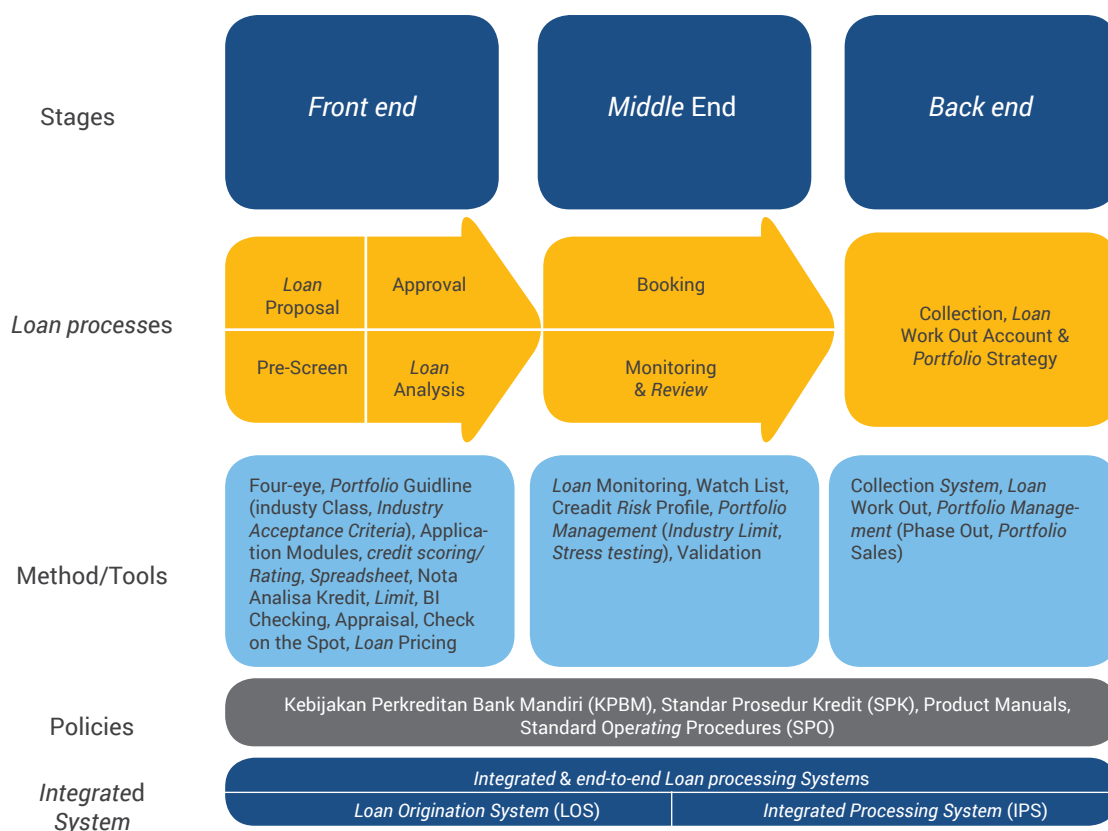 Stages
Front end
Middle End
Back end
Loan processes
Loan
Proposal
Approval
Pre-Screen
Loan
Analysis
Booking
Monitoring
& Review
Collection, Loan
Work Out Account &
Portfolio Strategy
Method/Tools
Four-eye, Portfolio Guidline
(industy Class, Industry
Acceptance Criteria), Applica-
tion Modules, credit scoring/
Rating, Spreadsheet, Nota
Analisa Kredit, Limit, BI
Checking, Appraisal, Check
on the Spot, Loan Pricing
Loan Monitoring, Watch List,
Creadit Risk Profile, Portfolio
Management (Industry Limit,
Stress testing), Validation
Collection System, Loan
Work Out, Portfolio Manage-
ment (Phase Out, Portfolio
Sales)
Policies
Kebijakan Perkreditan Bank Mandiri (KPBM), Standar Prosedur Kredit (SPK), Product Manuals,
Standard Operating Procedures (SPO)
Integrated
System
Integrated & end-to-end Loan processing Systems
Loan Origination System (LOS)
Integrated Processing System (IPS)